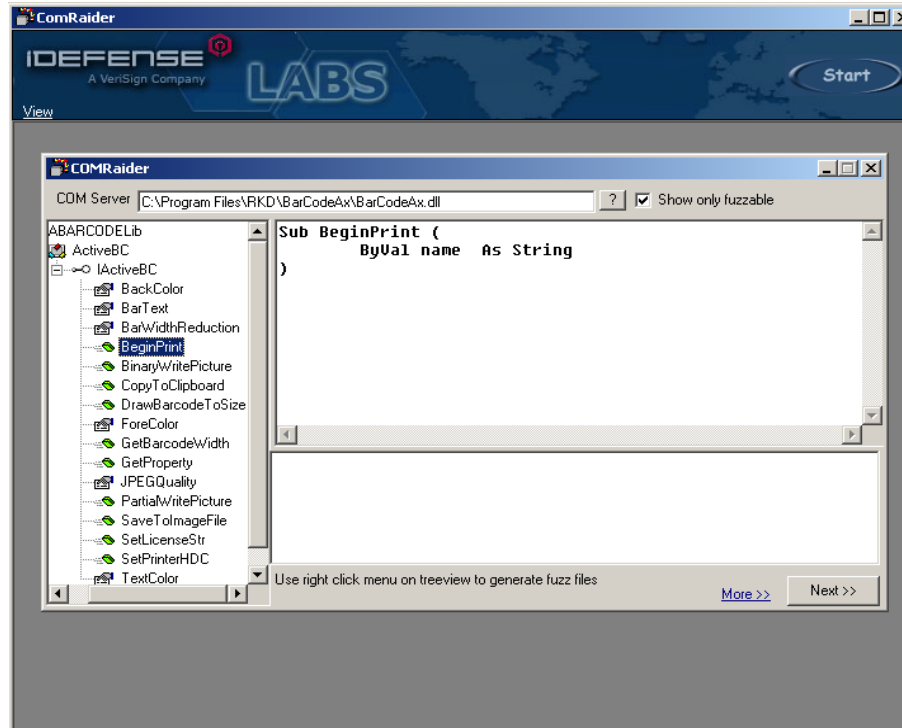 ComRaider
IDEFENSE
A VeriSign Company
LABS
Start
View
COMRaider
COM Server C:\Program Files\RKD\BarCodeAx\BarCodeAx.dll ? Show only fuzzable
ABARCODELib
ActiveBC
IActiveBC
BackColor
BarText
BarWidthReduction
BeginPrint
BinaryWritePicture
CopyToClipboard
DrawBarcodeToSize
ForeColor
GetBarcodeWidth
GetProperty
JPEGQuality
PartialWritePicture
SaveToImageFile
SetLicenseStr
SetPrinterHDC
TextColor
Sub BeginPrint (
ByVal name As String
)
Use right click menu on treeview to generate fuzz files
More >>
Next >>